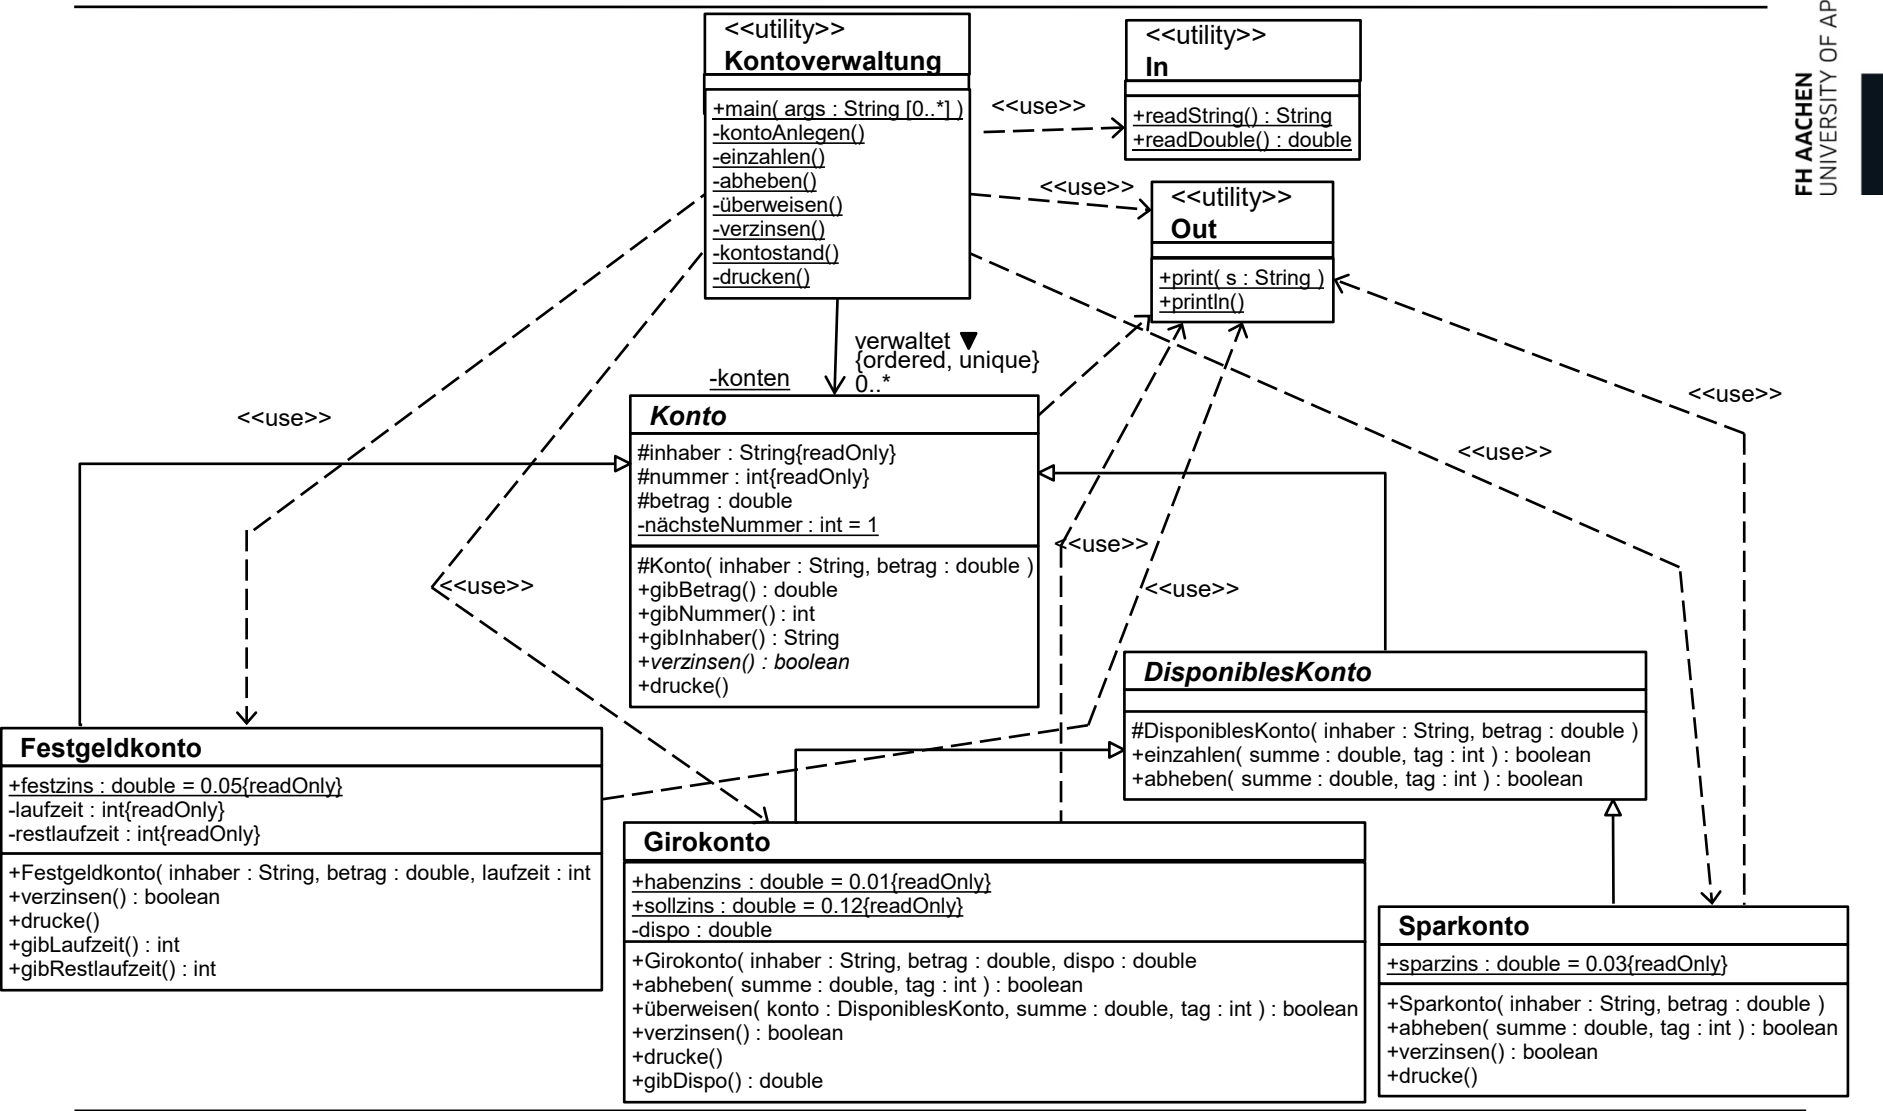 <<utility>>
Kontoverwaltung
+main( args : String [0..*] )
-kontoAnlegen()
-einzahlen()
-abheben()
-überweisen()
-verzinsen()
-kontostand()
-drucken()
<<use>>
<<utility>>
In
+readString() : String
+readDouble() : double
<<use>>
<<utility>>
Out
+print( s : String )
+println()
FH AACHEN
UNIVERSITY OF AP
verwaltet ▼
{ordered, unique}
-konten
0..*
<<use>>
<<use>>
<<use>>
<<use>>
<<use>>
<<use>>
Konto
#inhaber : String{readOnly}
#nummer : int{readOnly}
#betrag : double
-nächsteNummer : int = 1
#Konto( inhaber : String, betrag : double )
+gibBetrag() : double
+gibNummer() : int
+gibInhaber() : String
+verzinsen() : boolean
+drucke()
DisponiblesKonto
#DisponiblesKonto( inhaber : String, betrag : double )
+einzahlen( summe : double, tag : int ) : boolean
+abheben( summe : double, tag : int ) : boolean
Festgeldkonto
+festzins : double = 0.05{readOnly}
-laufzeit : int{readOnly}
-restlaufzeit : int{readOnly}
+Festgeldkonto( inhaber : String, betrag : double, laufzeit : int
+verzinsen() : boolean
+drucke()
+gibLaufzeit() : int
+gibRestlaufzeit() : int
Girokonto
+habenzins : double = 0.01{readOnly}
+sollzins : double = 0.12{readOnly}
-dispo : double
+Girokonto( inhaber : String, betrag : double, dispo : double
+abheben( summe : double, tag : int ) : boolean
+überweisen( konto : DisponiblesKonto, summe : double, tag : int ) : boolean
+verzinsen() : boolean
+drucke()
+gibDispo() : double
Sparkonto
+sparzins : double = 0.03{readOnly}
+Sparkonto( inhaber : String, betrag : double )
+abheben( summe : double, tag : int ) : boolean
+verzinsen() : boolean
+drucke()